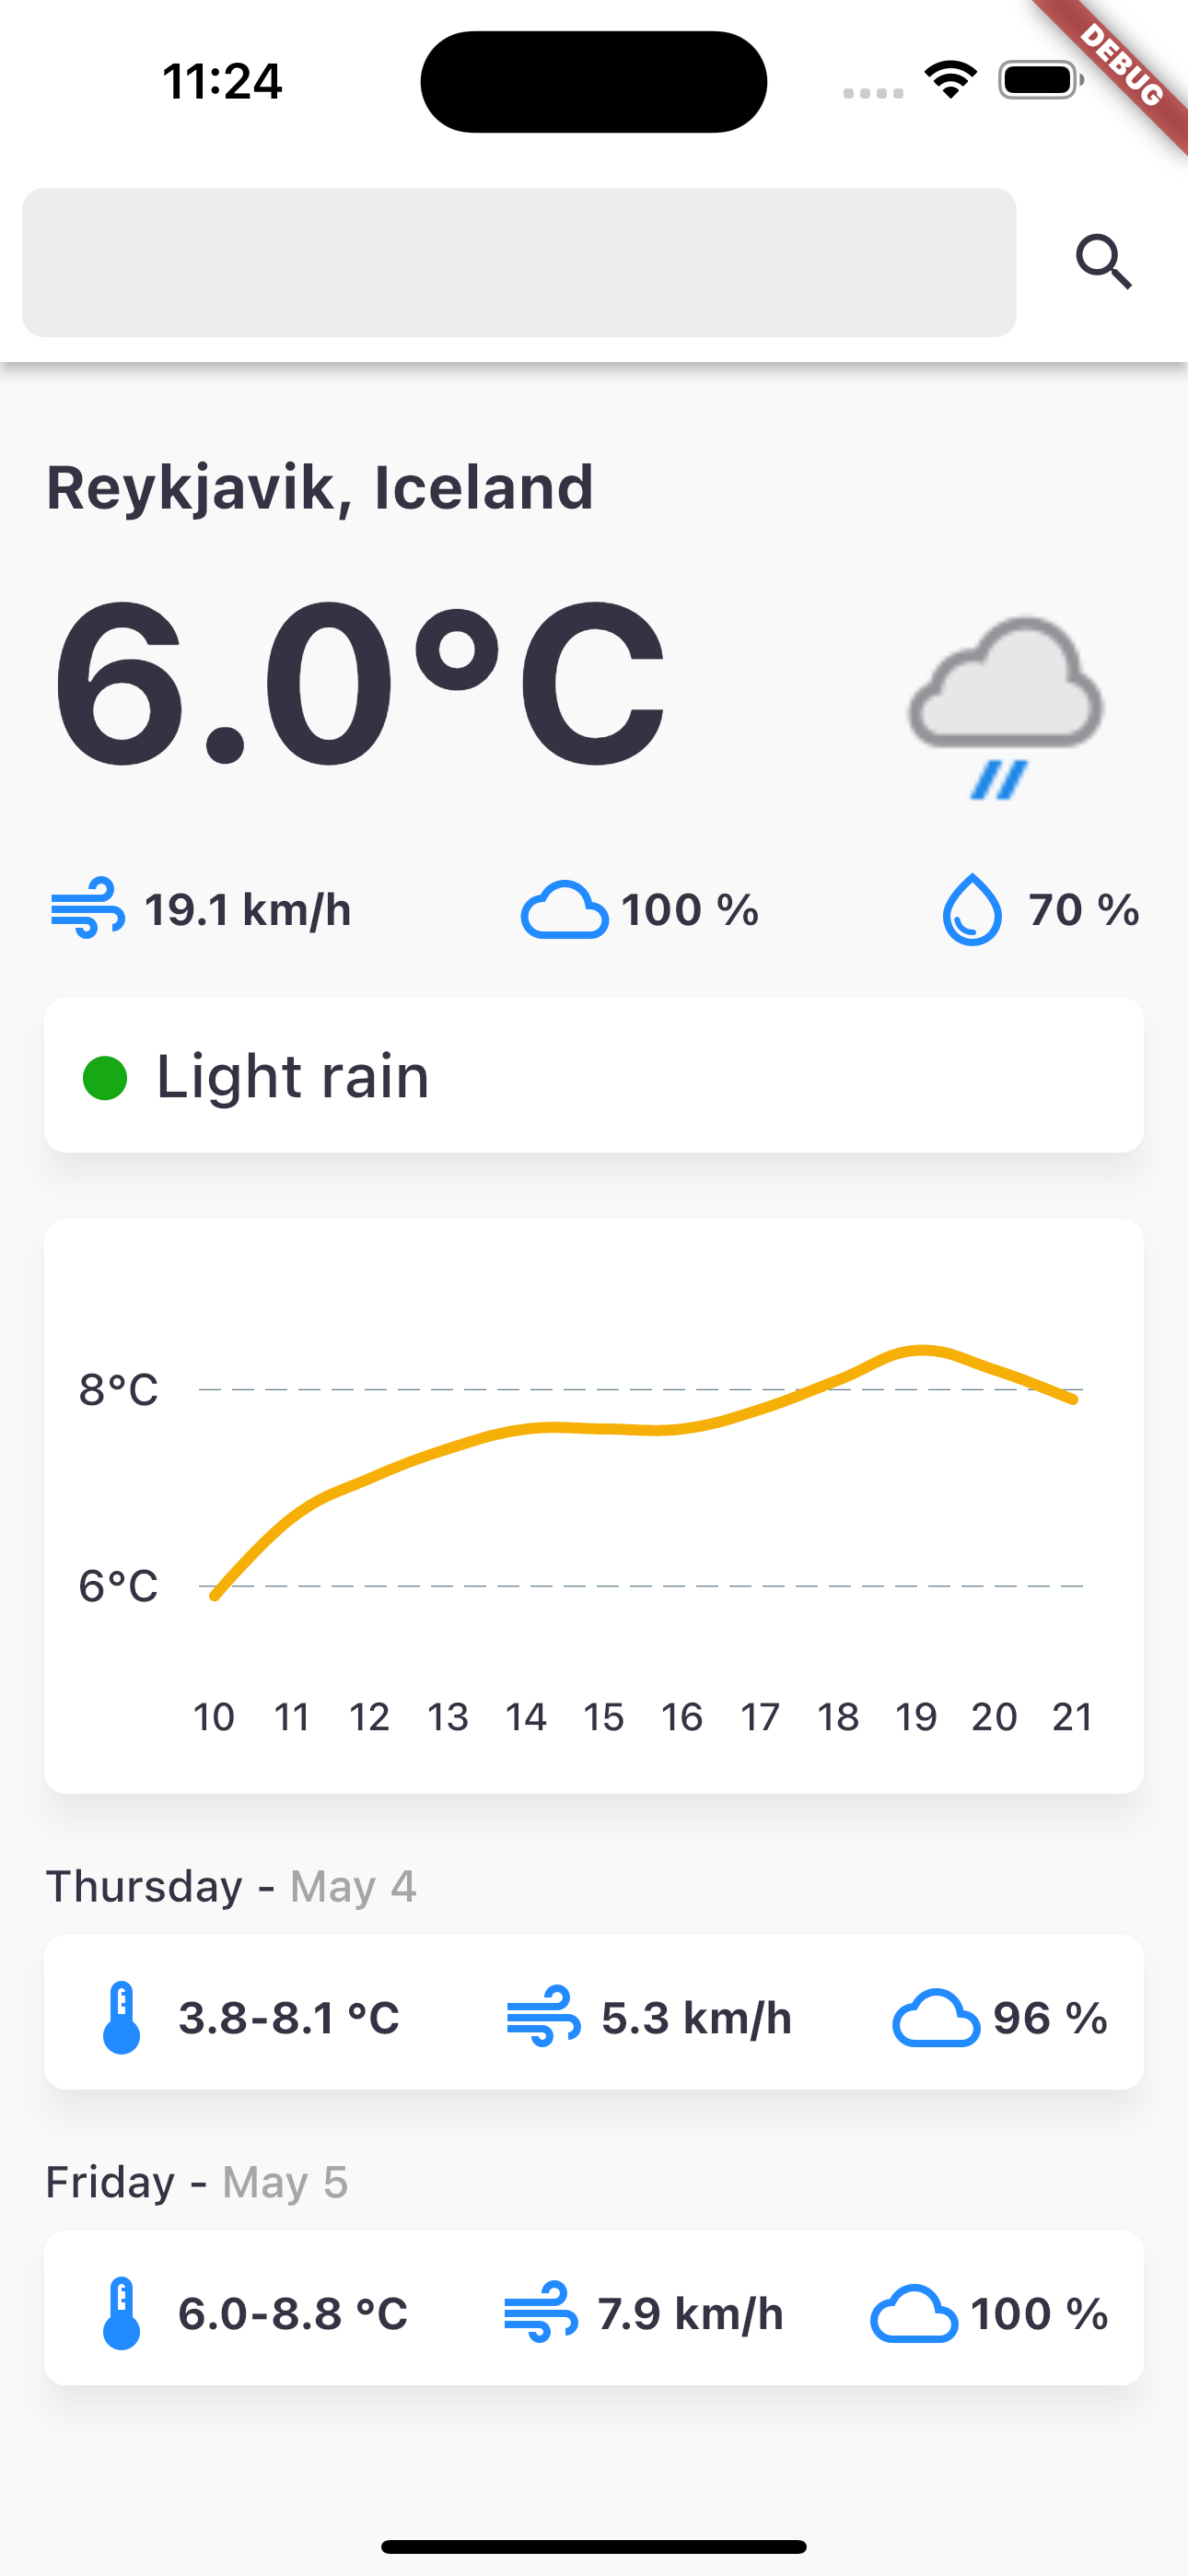 11:24
DEBUG
Reykjavik, Iceland
6.0°C
19.1 km/h 100 % 70 %
Light rain
8°C
6°C
10 11 12 13 14 15 16 17 18 19 20 21
Thursday - May 4
3.8-8.1 °C 5.3 km/h 96 %
Friday - May 5
6.0-8.8 °C 7.9 km/h 100 %